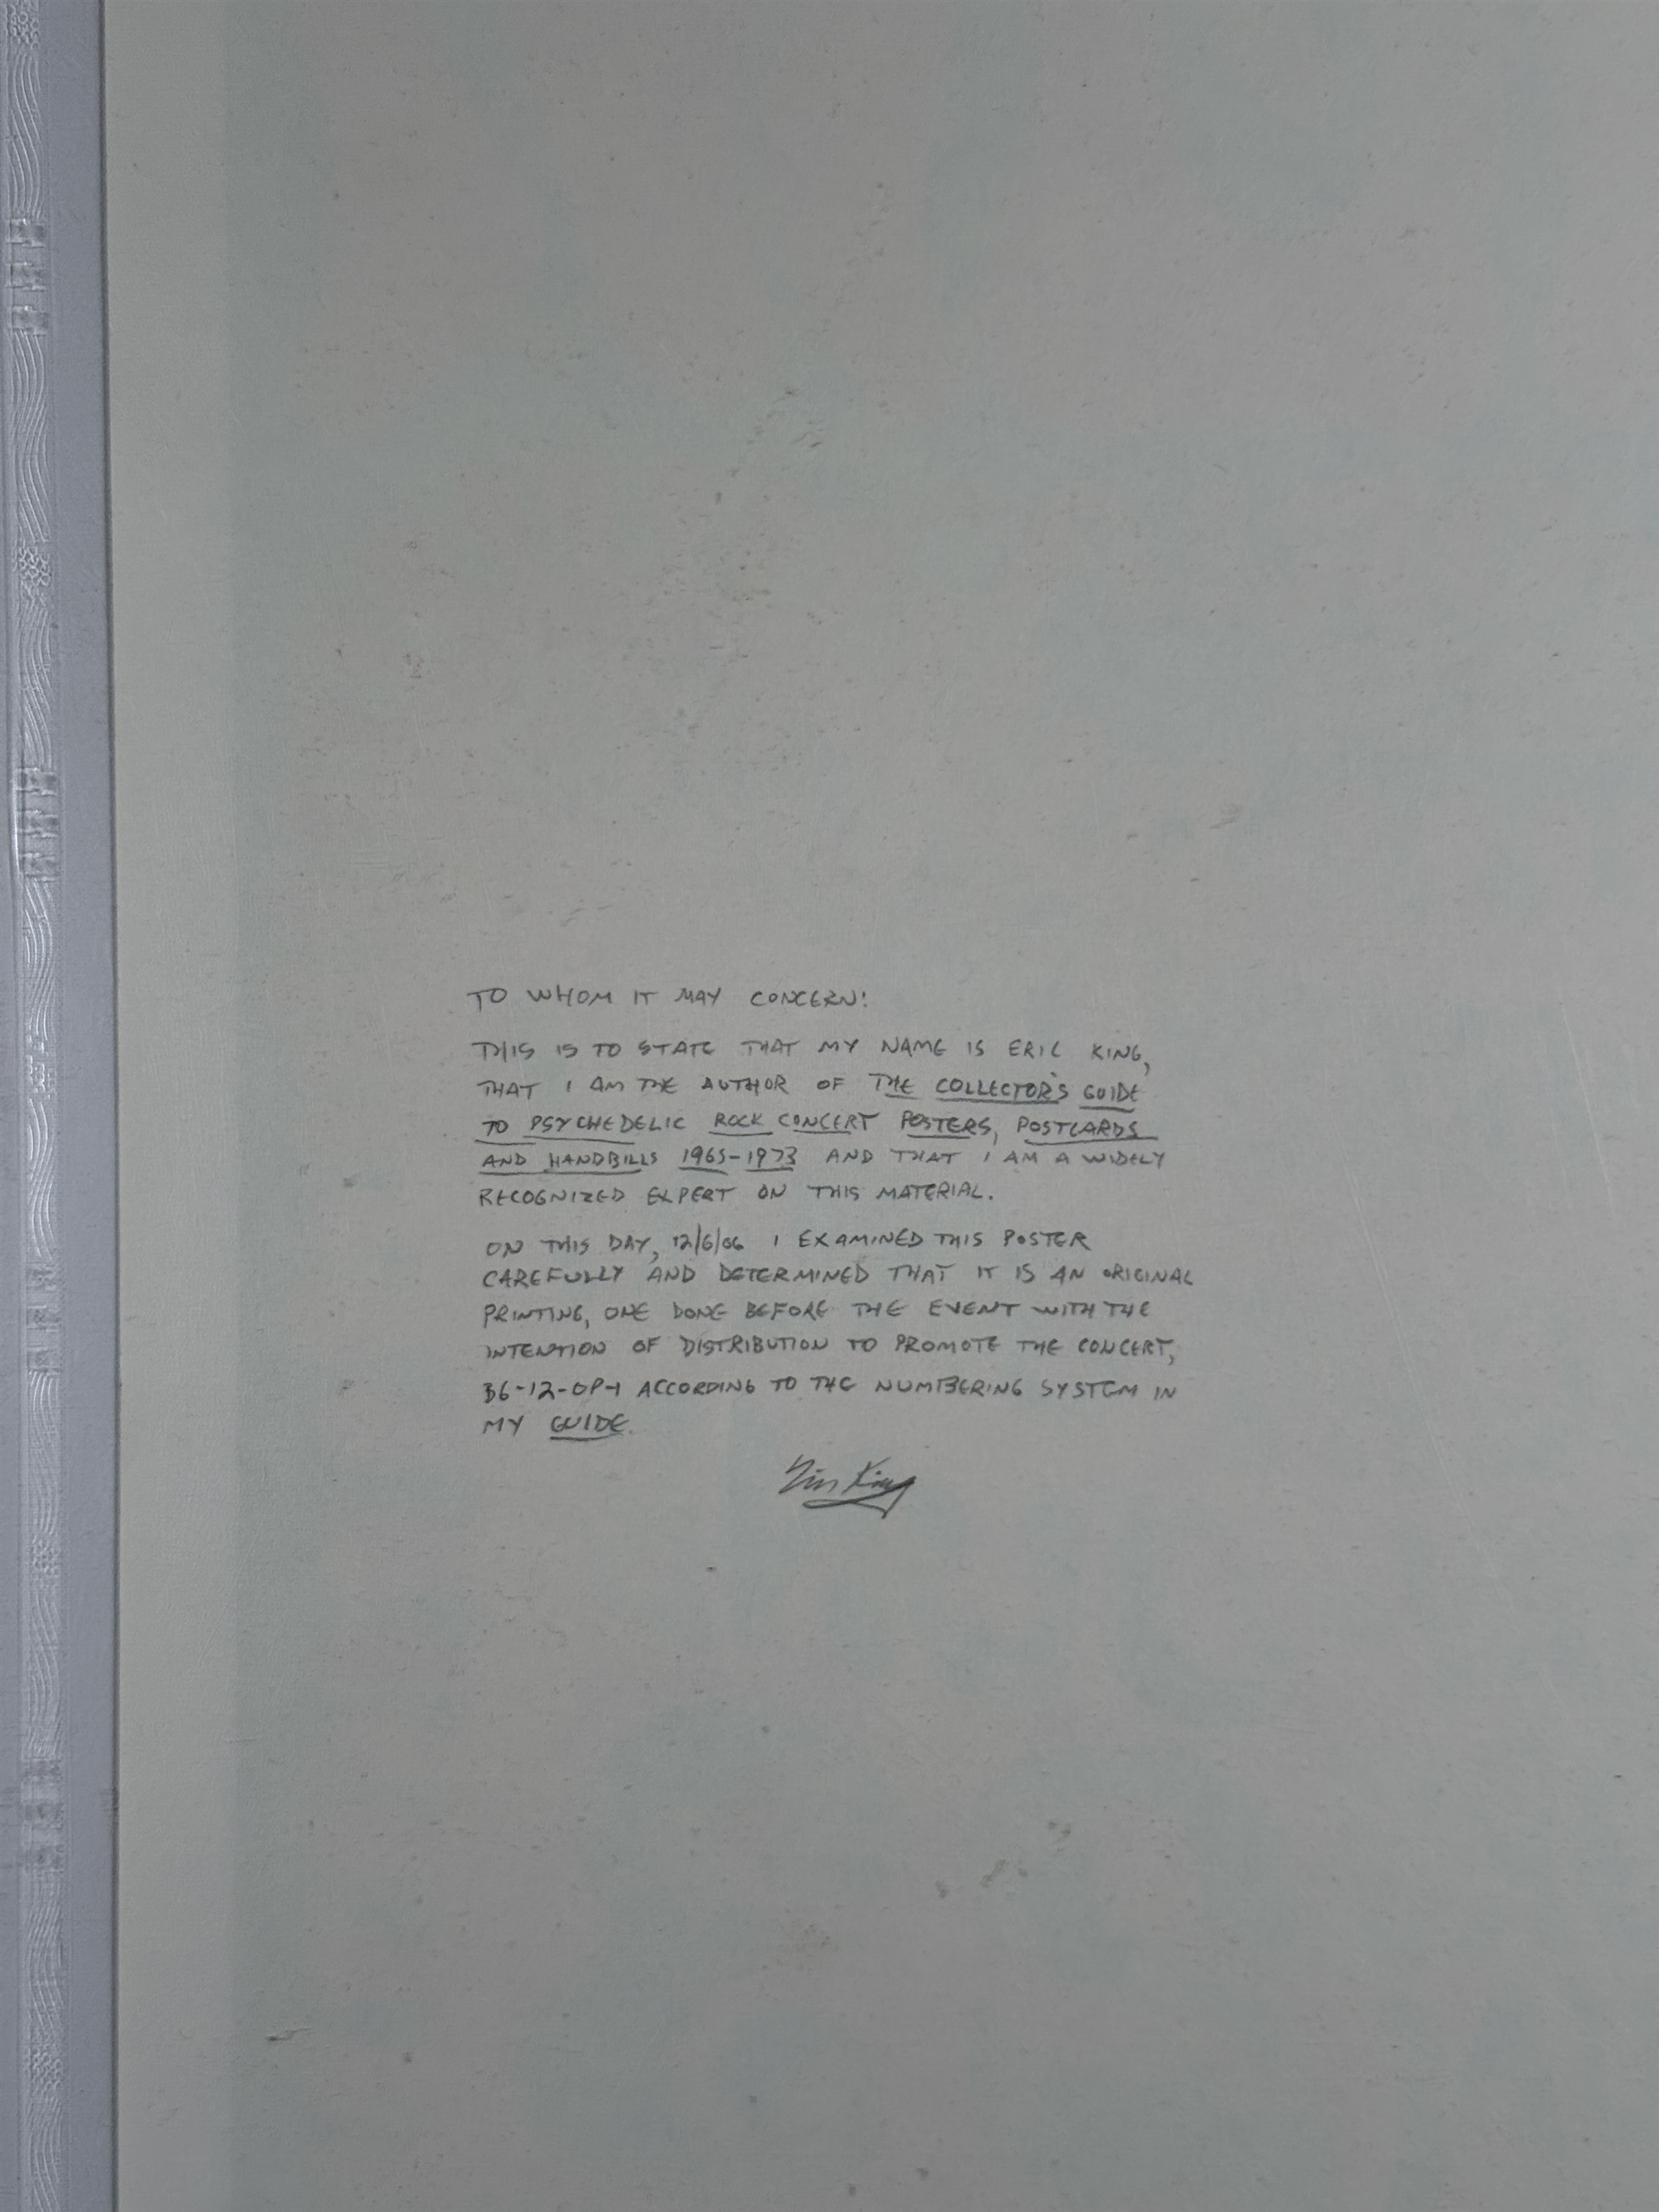 TO WHOM IT MAY CONCERN:
THIS IS TO STATE THAT MY NAME IS ERIC KING,
THAT I AM THE AUTHOR OF THE COLLECTOR'S GUIDE
TO PSYCHEDELIC ROCK CONCERT POSTERS, POSTCARDS
AND HANDBILLS 1965-1973 AND THAT I AM A WIDELY
RECOGNIZED EXPERT ON THIS MATERIAL.
ON THIS DAY, 12/6/06 I EXAMINED THIS POSTER
CAREFULLY AND DETERMINED THAT IT IS AN ORIGINAL
PRINTING, ONE DONE BEFORE THE EVENT WITH THE
INTENTION OF DISTRIBUTION TO PROMOTE THE CONCERT,
BG-12-OP-1 ACCORDING TO THE NUMBERING SYSTEM IN
MY GUIDE.
Eric King